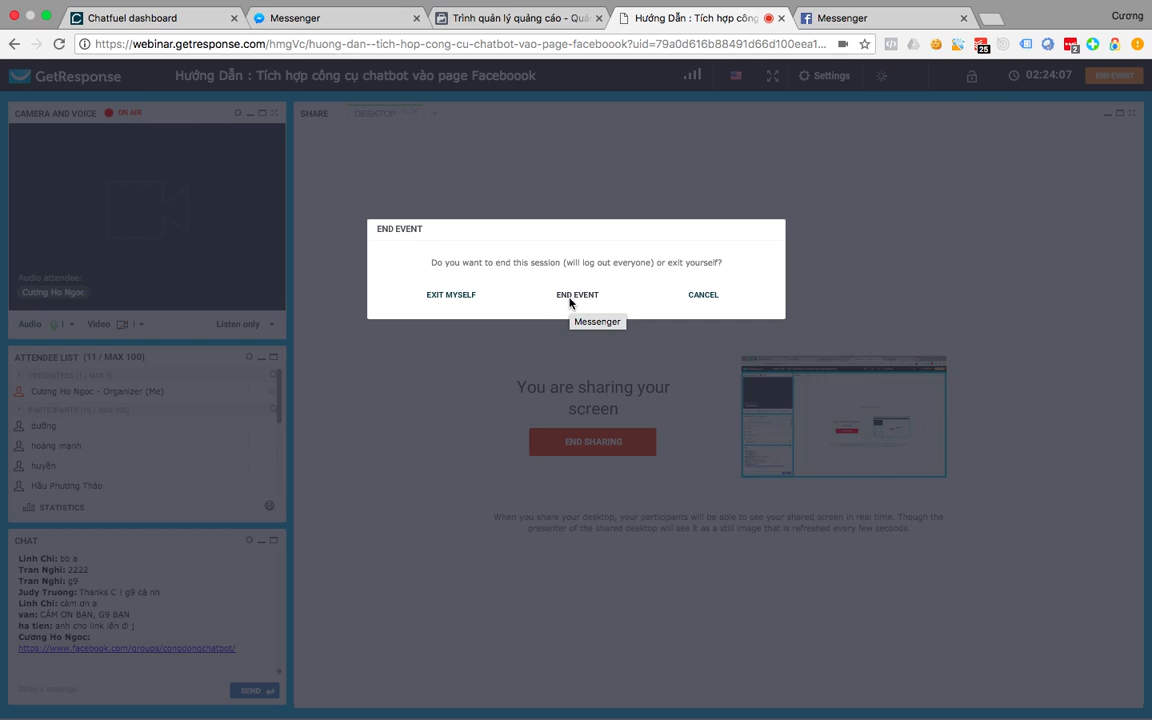 Chatfuel dashboard
Messenger
Trình quản lý quảng cáo - Quả
Hướng Dẫn : Tích hợp công
Messenger
Cương
https://webinar.getresponse.com/hmgVc/huong-dan--tich-hop-cong-cu-chatbot-vao-page-faceboook?uid=79a0d616b88491d66d100eea1...
25
2
GetResponse
Hướng Dẫn : Tích hợp công cụ chatbot vào page Faceboook
Settings
02:24:07
END EVENT
CAMERA AND VOICE
ON AIR
Audio attendee:
Cương Ho Ngoc
Audio
Video
Listen only
ATTENDEE LIST (11 / MAX 100)
PRESENTERS (1 / MAX 5)
Cương Ho Ngoc - Organizer (Me)
PARTICIPANTS (10 / MAX 100)
dưỡng
hoàng mạnh
huyền
Hầu Phương Thảo
STATISTICS
CHAT
Linh Chi: bb a
Tran Nghi: 2222
Tran Nghi: g9
Judy Truong: Thanks C ! g9 cả nh
Linh Chi: cảm ơn a
van: CẢM ƠN BẠN, G9 BẠN
ha tien: anh cho link lên đi
Cương Ho Ngoc:
https://www.facebook.com/groups/congdongchatbot/
Write a message
SEND
SHARE
DESKTOP
END EVENT
Do you want to end this session (will log out everyone) or exit yourself?
EXIT MYSELF
END EVENT
CANCEL
Messenger
You are sharing your
screen
END SHARING
When you share your desktop, your participants will be able to see your shared screen in real time. Though the
presenter of the shared desktop will see it as a still image that is refreshed every few seconds.